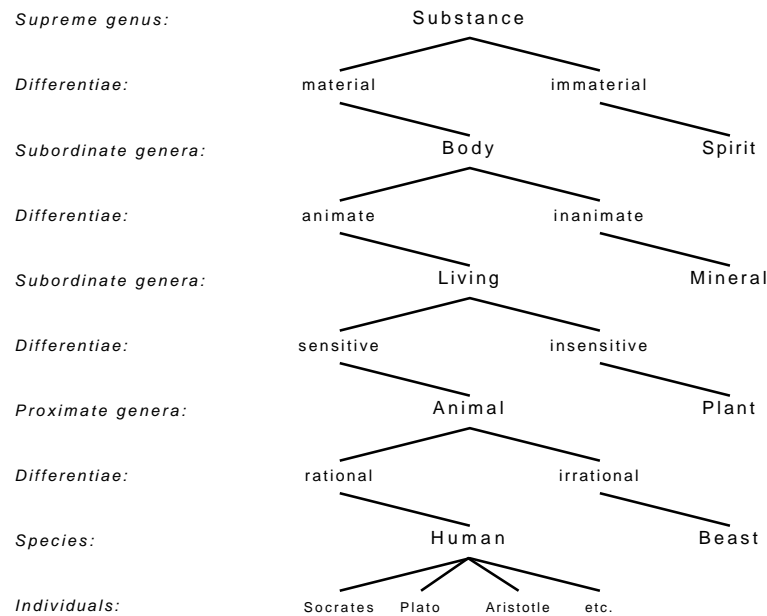 Supreme genus: Substance
Differentiae: material immaterial
Subordinate genera: Body Spirit
Differentiae: animate inanimate
Subordinate genera: Living Mineral
Differentiae: sensitive insensitive
Proximate genera: Animal Plant
Differentiae: rational irrational
Species: Human Beast
Individuals: Socrates Plato Aristotle etc.